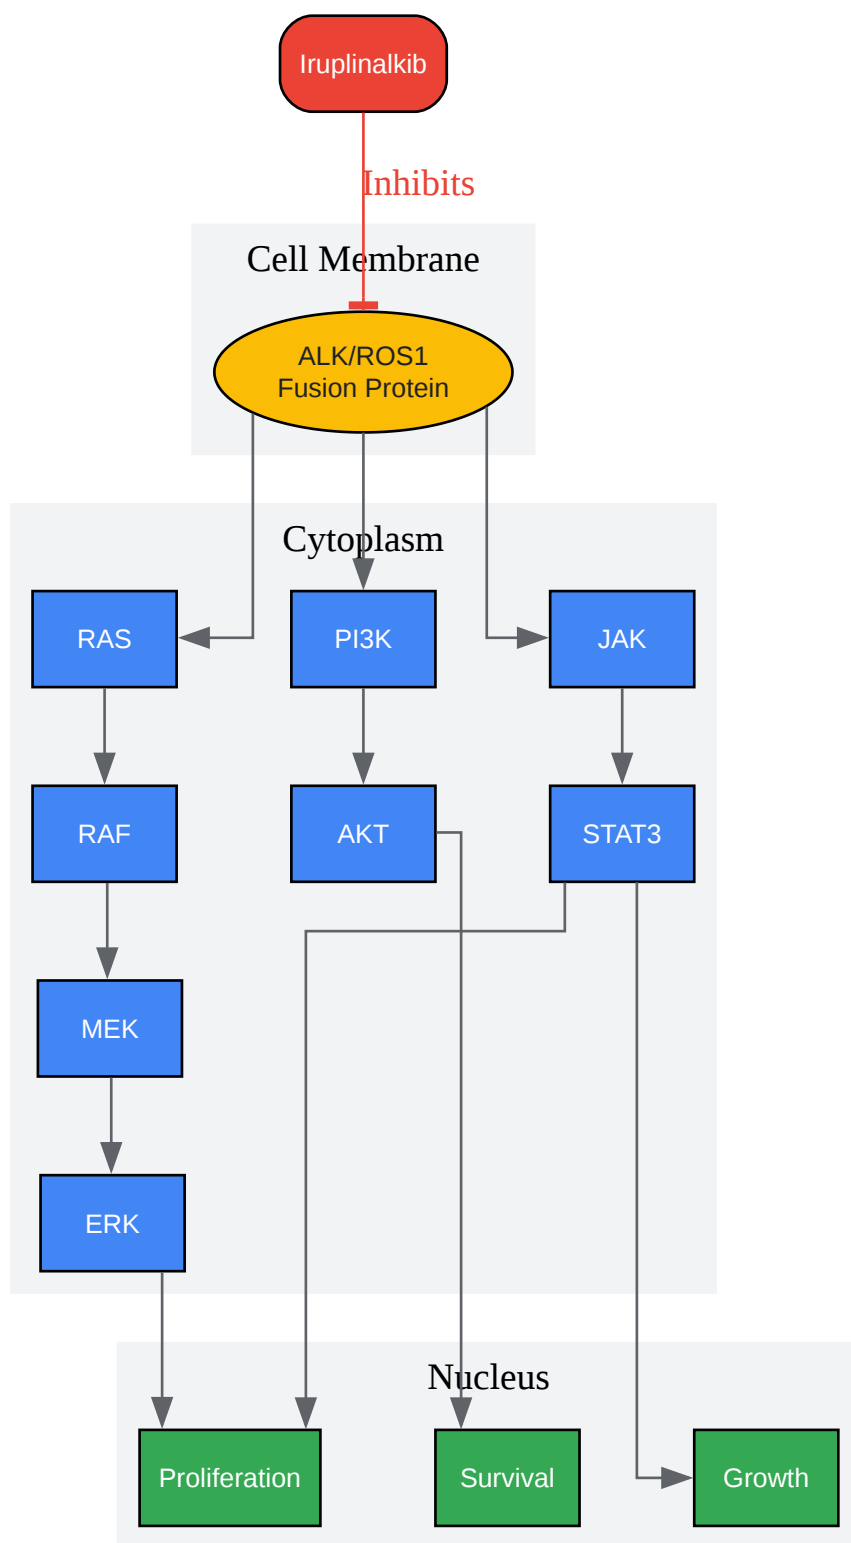 Iruplinalkib
Inhibits
Cell Membrane
ALK/ROS1
Fusion Protein
Cytoplasm
RAS
PI3K
JAK
RAF
AKT
STAT3
MEK
ERK
Nucleus
Proliferation
Survival
Growth